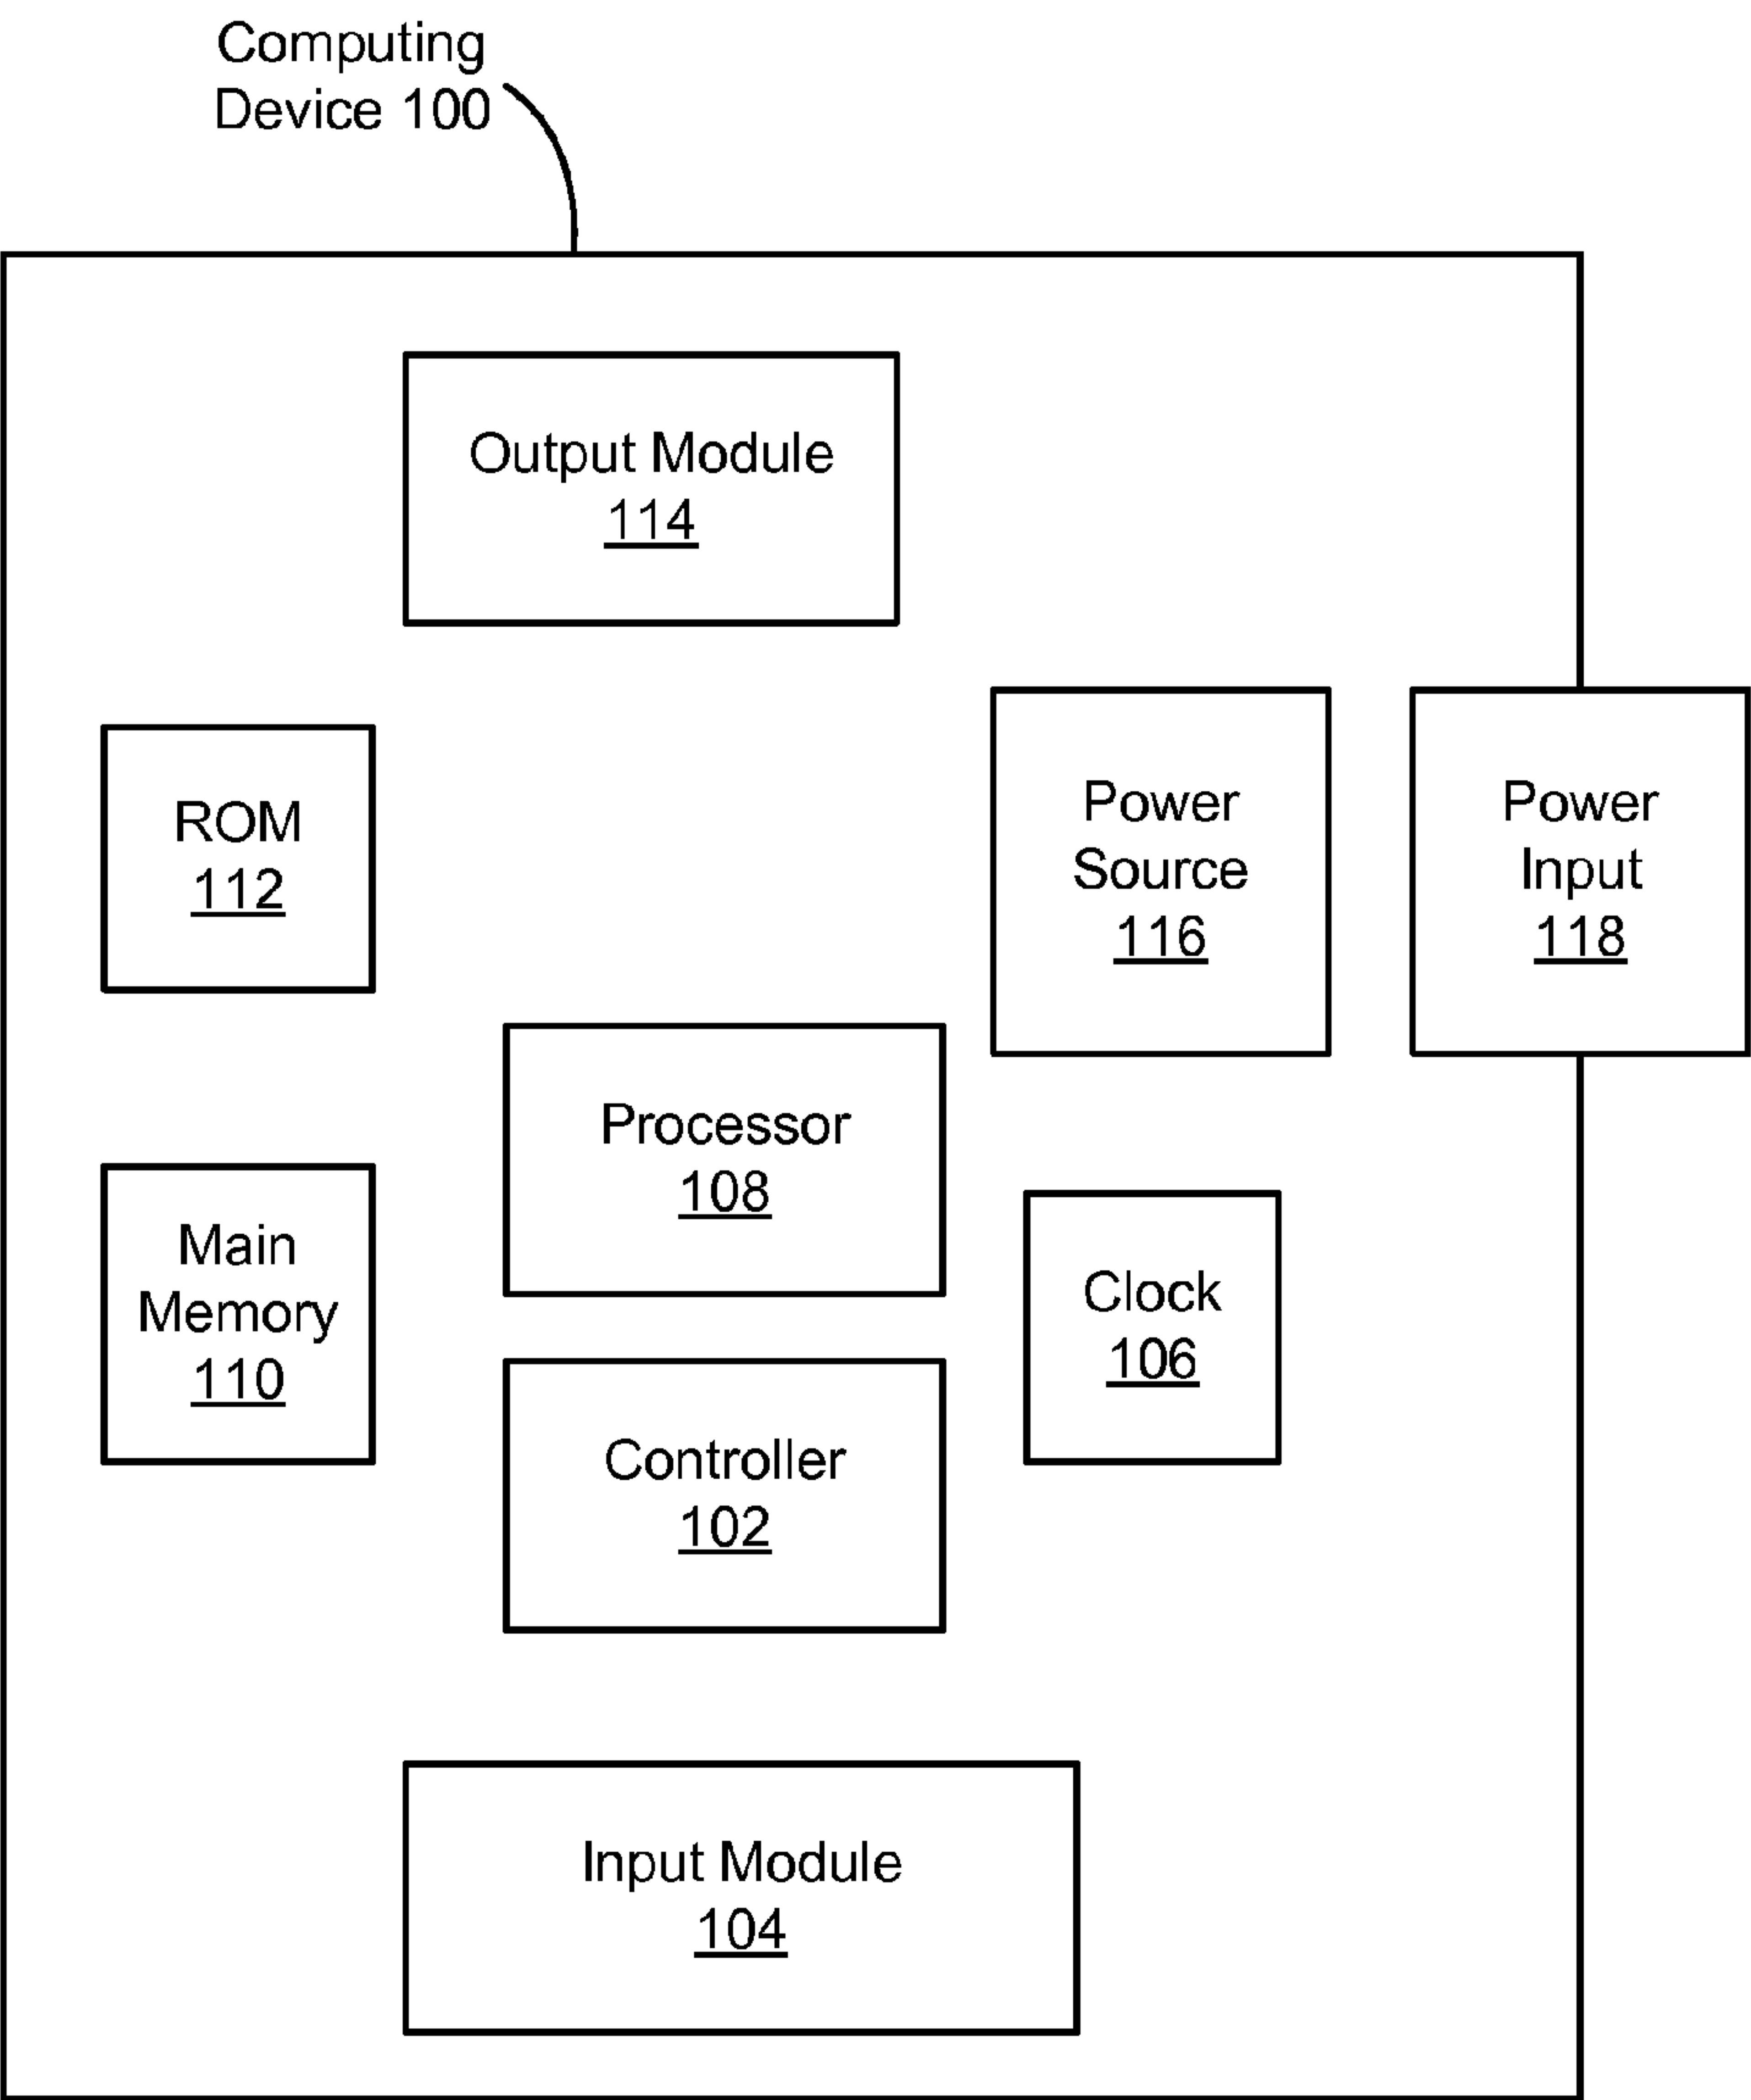 Computing
Device 100
Output Module
114
ROM
112
Power
Source
116
Power
Input
118
Processor
108
Main
Memory
110
Clock
106
Controller
102
Input Module
104